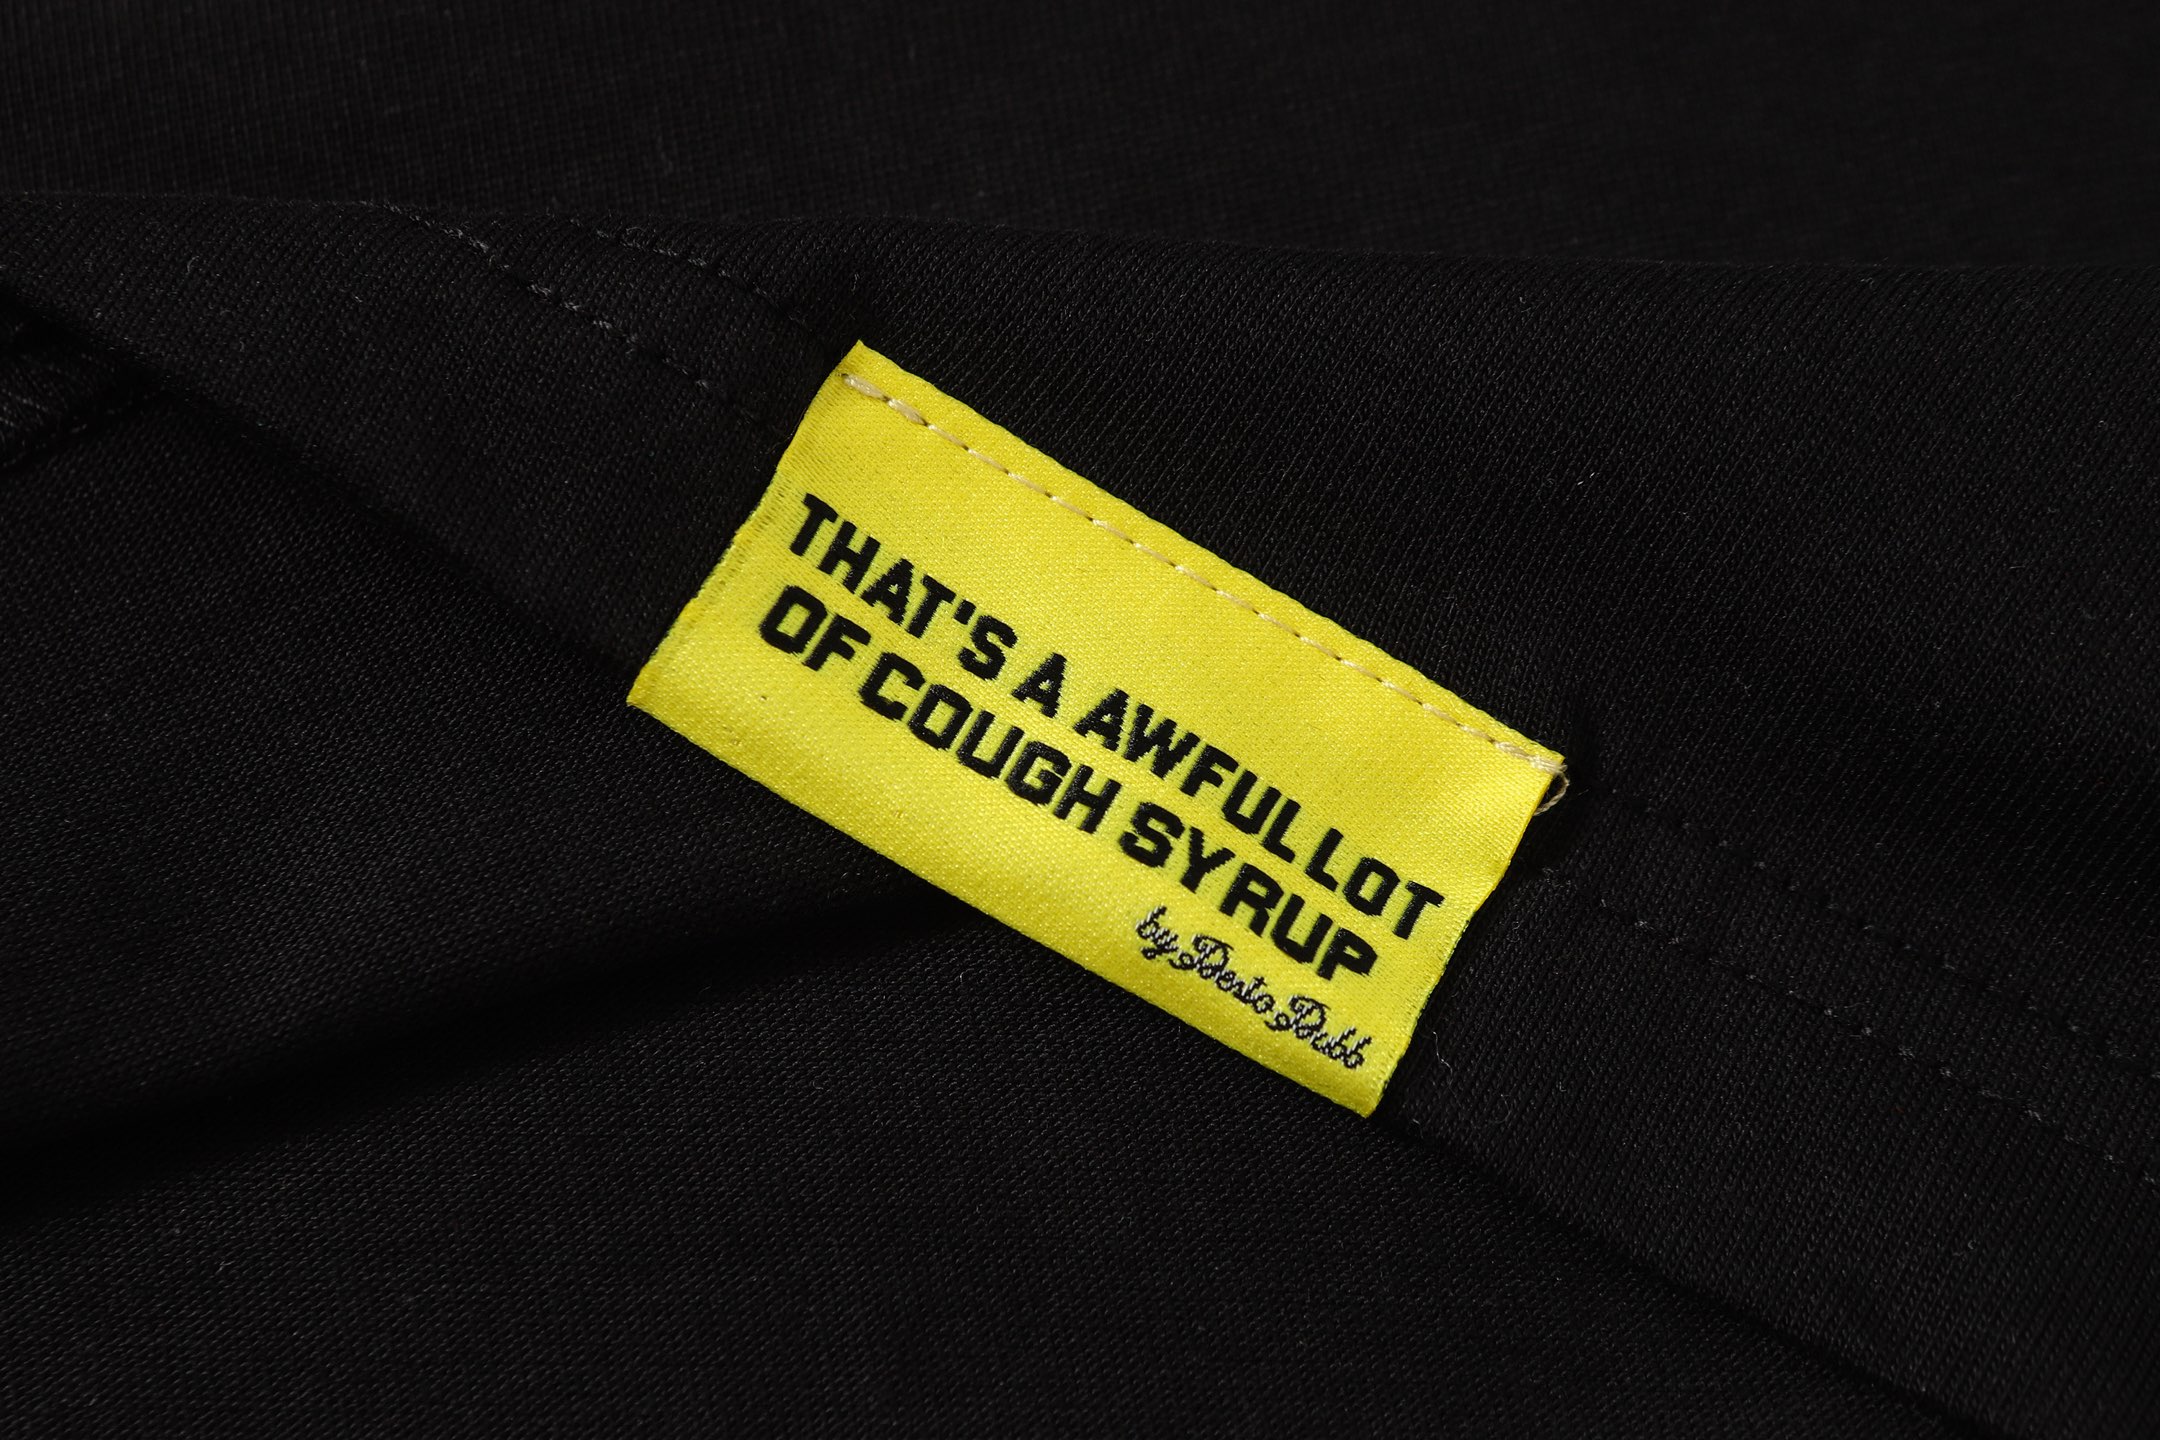 THAT'S A AWFUL LOT
OF COUGH SYRUP
by Desto Dubb